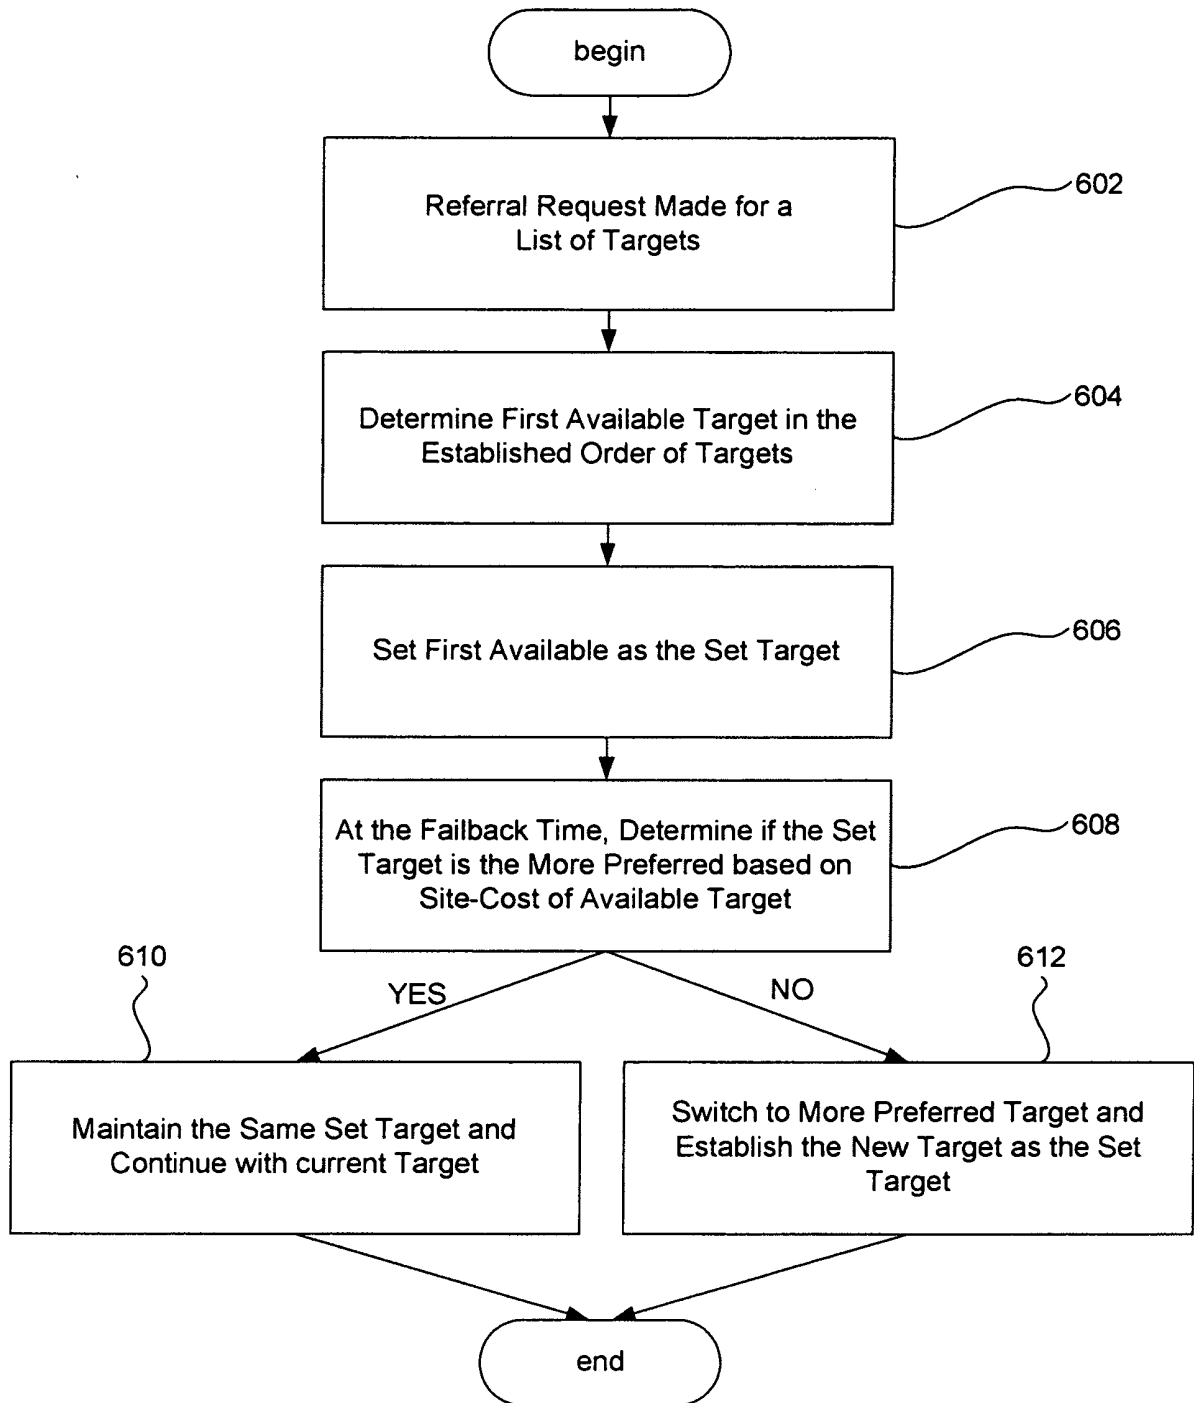 begin
Referral Request Made for a
List of Targets
602
Determine First Available Target in the
Established Order of Targets
604
Set First Available as the Set Target
606
At the Failback Time, Determine if the Set
Target is the More Preferred based on
Site-Cost of Available Target
608
610
YES
NO
612
Maintain the Same Set Target and
Continue with current Target
Switch to More Preferred Target and
Establish the New Target as the Set
Target
end